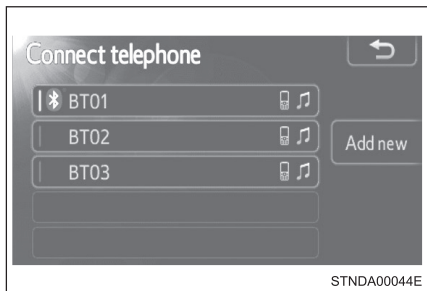 Connect telephone
BT01
BT02
BT03
Add new
STNDA00044E